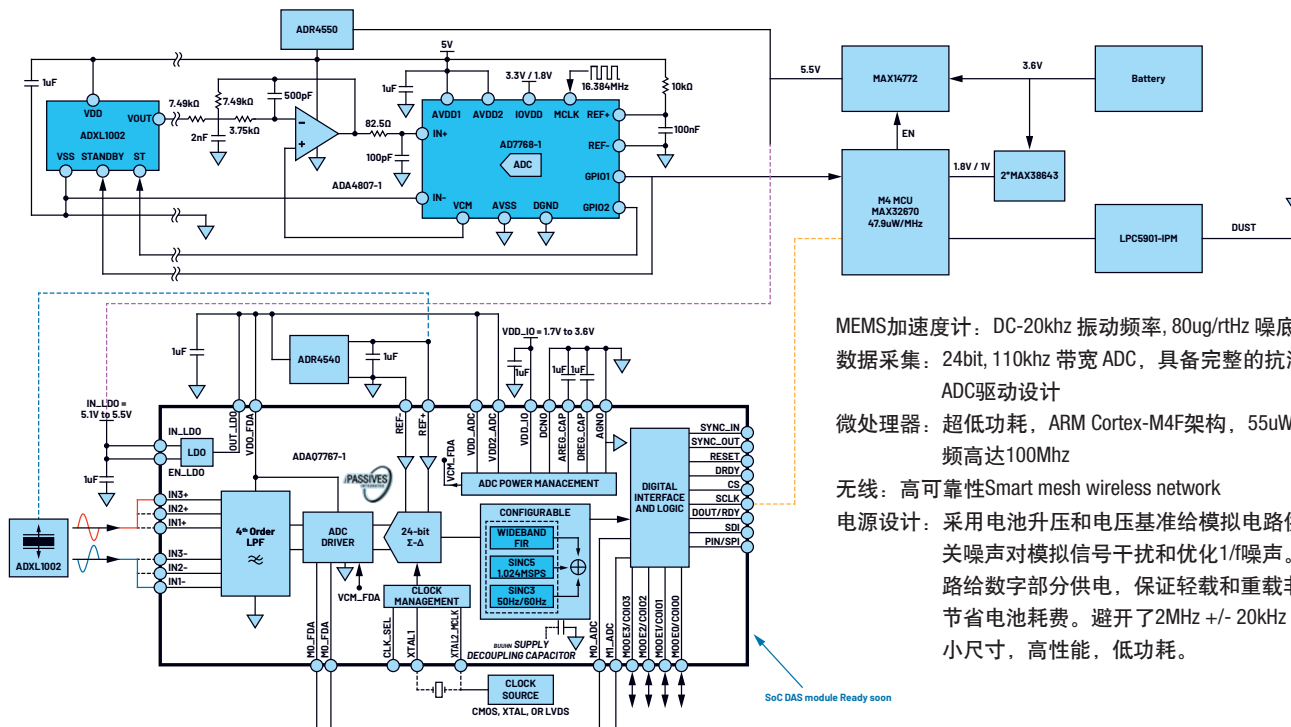 ADR4550
5V
1uF
VDD
7.49kΩ
7.49kΩ
500pF
VOUT
ADXL1002
2nF
3.75kΩ
VSS STANDBY ST
82.5Ω
100pF
ADA4807-1
1uF
3.3V / 1.8V
16.384MHz
10kΩ
AVDD1 AVDD2 IOVDD MCLK REF+
IN+
100nF
AD7768-1
REF-
ADC
GPIO1
IN-
VCM AVSS DGND GPIO2
5.5V
MAX14772
3.6V
Battery
EN
1.8V / 1V
2*MAX38643
M4 MCU
MAX32670
47.9uW/MHz
LPC5901-IPM
DUST
MEMS加速度计：DC-20khz 振动频率, 80ug/rtHz 噪底
数据采集：24bit, 110khz 带宽 ADC，具备完整的抗
ADC驱动设计
微处理器：超低功耗，ARM Cortex-M4F架构，55uW
频高达100Mhz
无线：高可靠性Smart mesh wireless network
电源设计：采用电池升压和电压基准给模拟电路
关噪声对模拟信号干扰和优化1/f噪声。
路给数字部分供电，保证轻载和重载
节省电池耗费。避开了2MHz +/- 20kHz
小尺寸，高性能，低功耗。
1uF
ADR4540
1uF
VDD_IO = 1.7V to 3.6V
1uF
1uF
1uF
IN_LDO =
5.1V to 5.5V
IN_LDO
LDO
EN_LDO
1uF
OUT_LDO
VDD_FDA
REF-
REF+
VCM_FDA
VDD_ADC
VDD2_ADC
VDD_IO
DCNO
AREG_CAP
DREG_CAP
AGNO
ADAQ7767-1
iPASSIVES
INTEGRATED
ADC POWER MANAGEMENT
SYNC_IN
SYNC_OUT
RESET
DRDY
CS
SCLK
DOUT/RDY
SDI
PIN/SPI
DIGITAL
INTERFACE
AND LOGIC
IN3+
IN2+
IN1+
IN3-
IN2-
IN1-
ADXL1002
4th Order
LPF
ADC
DRIVER
24-bit
Σ-Δ
CONFIGURABLE
WIDEBAND
FIR
SINC5
1.024MSPS
SINC3
50Hz/60Hz
VCM_FDA
CLOCK
MANAGEMENT
M0_FDA
M0_FDA
CLK_SEL
XTAL1
XTAL2_MCLK
BUUHN SUPPLY
DECOUPLING CAPACITOR
M0_ADC
M1_ADC
MOOE3/COIO3
MOOE2/COIO2
MOOE1/COIO1
MOOE0/COIO0
CLOCK
SOURCE
CMOS, XTAL, OR LVDS
SoC DAS module Ready soon